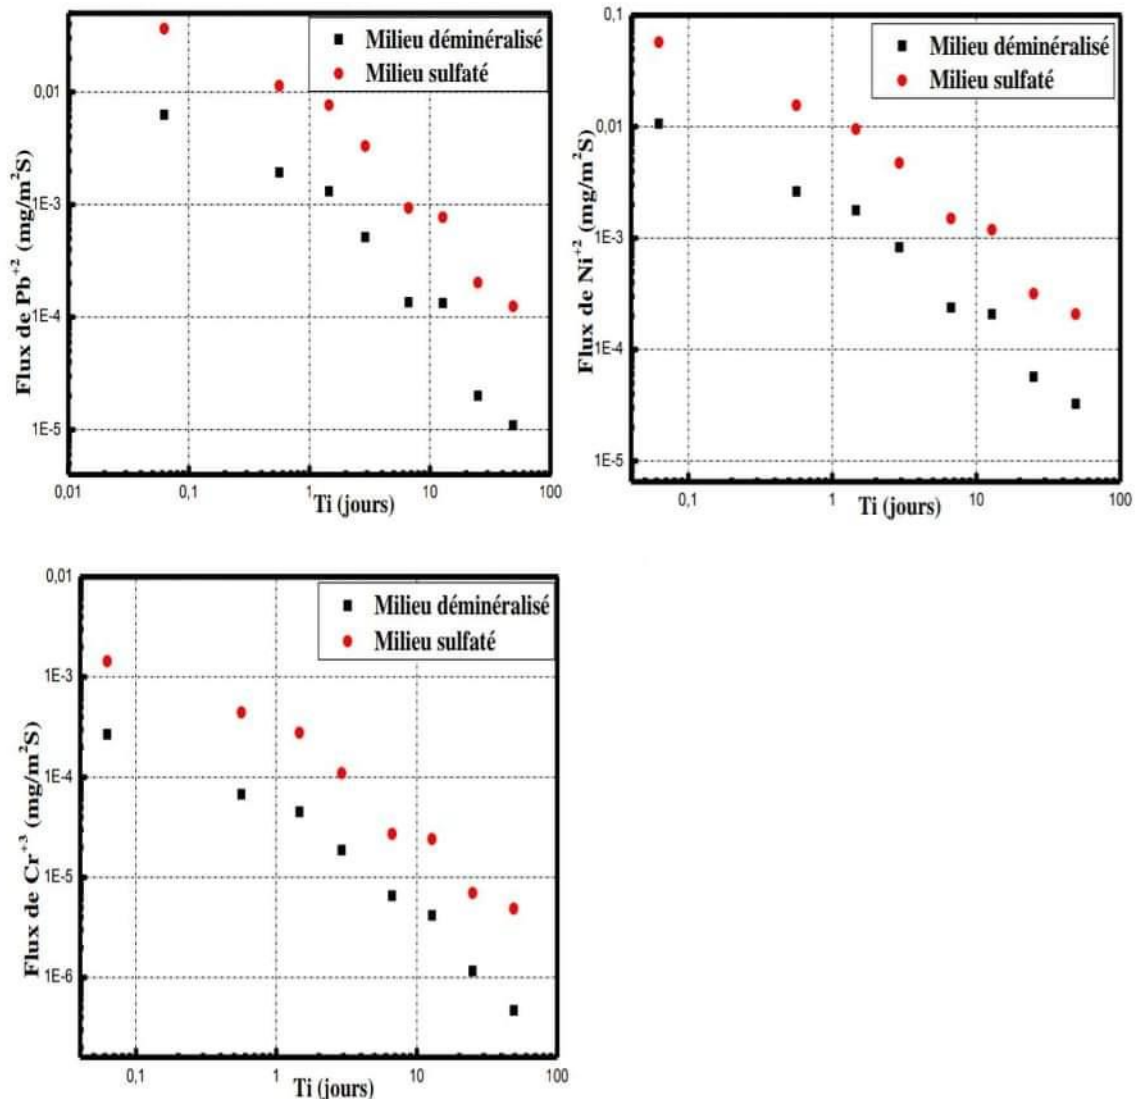 Milieu déminéralisé
Milieu sulfaté
0,01
1E-3
1E-4
1E-5
Flux de Pb+2 (mg/m2S)
0,01 0,1 1 10 100
Ti (jours)
0,1
Milieu déminéralisé
Milieu sulfaté
0,01
1E-3
1E-4
1E-5
Flux de Ni+2 (mg/m2S)
0,1 1 10 100
Ti (jours)
0,01
Milieu déminéralisé
Milieu sulfaté
1E-3
1E-4
1E-5
1E-6
Flux de Cr+3 (mg/m2S)
0,1 1 10 100
Ti (jours)